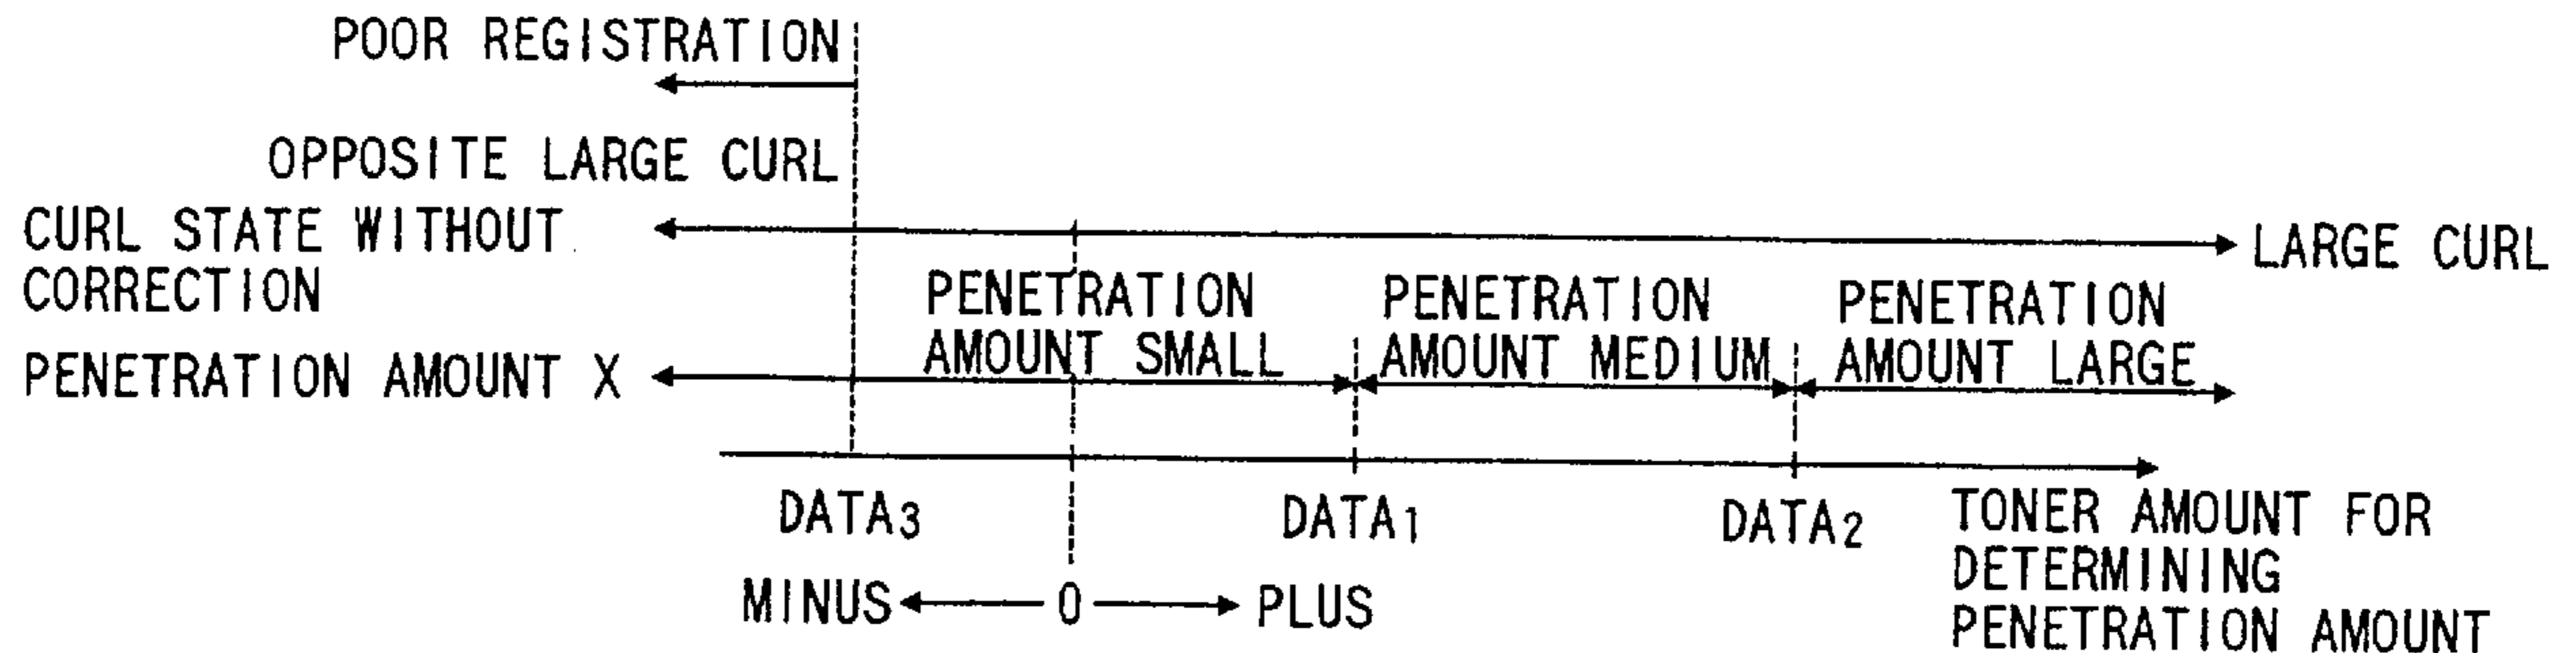 POOR REGISTRATION
OPPOSITE LARGE CURL
CURL STATE WITHOUT
CORRECTION
LARGE CURL
PENETRATION
AMOUNT SMALL
PENETRATION
AMOUNT MEDIUM
PENETRATION
AMOUNT LARGE
PENETRATION AMOUNT X
DATA3
DATA1
DATA2
TONER AMOUNT FOR
DETERMINING
PENETRATION AMOUNT
MINUS 0 PLUS